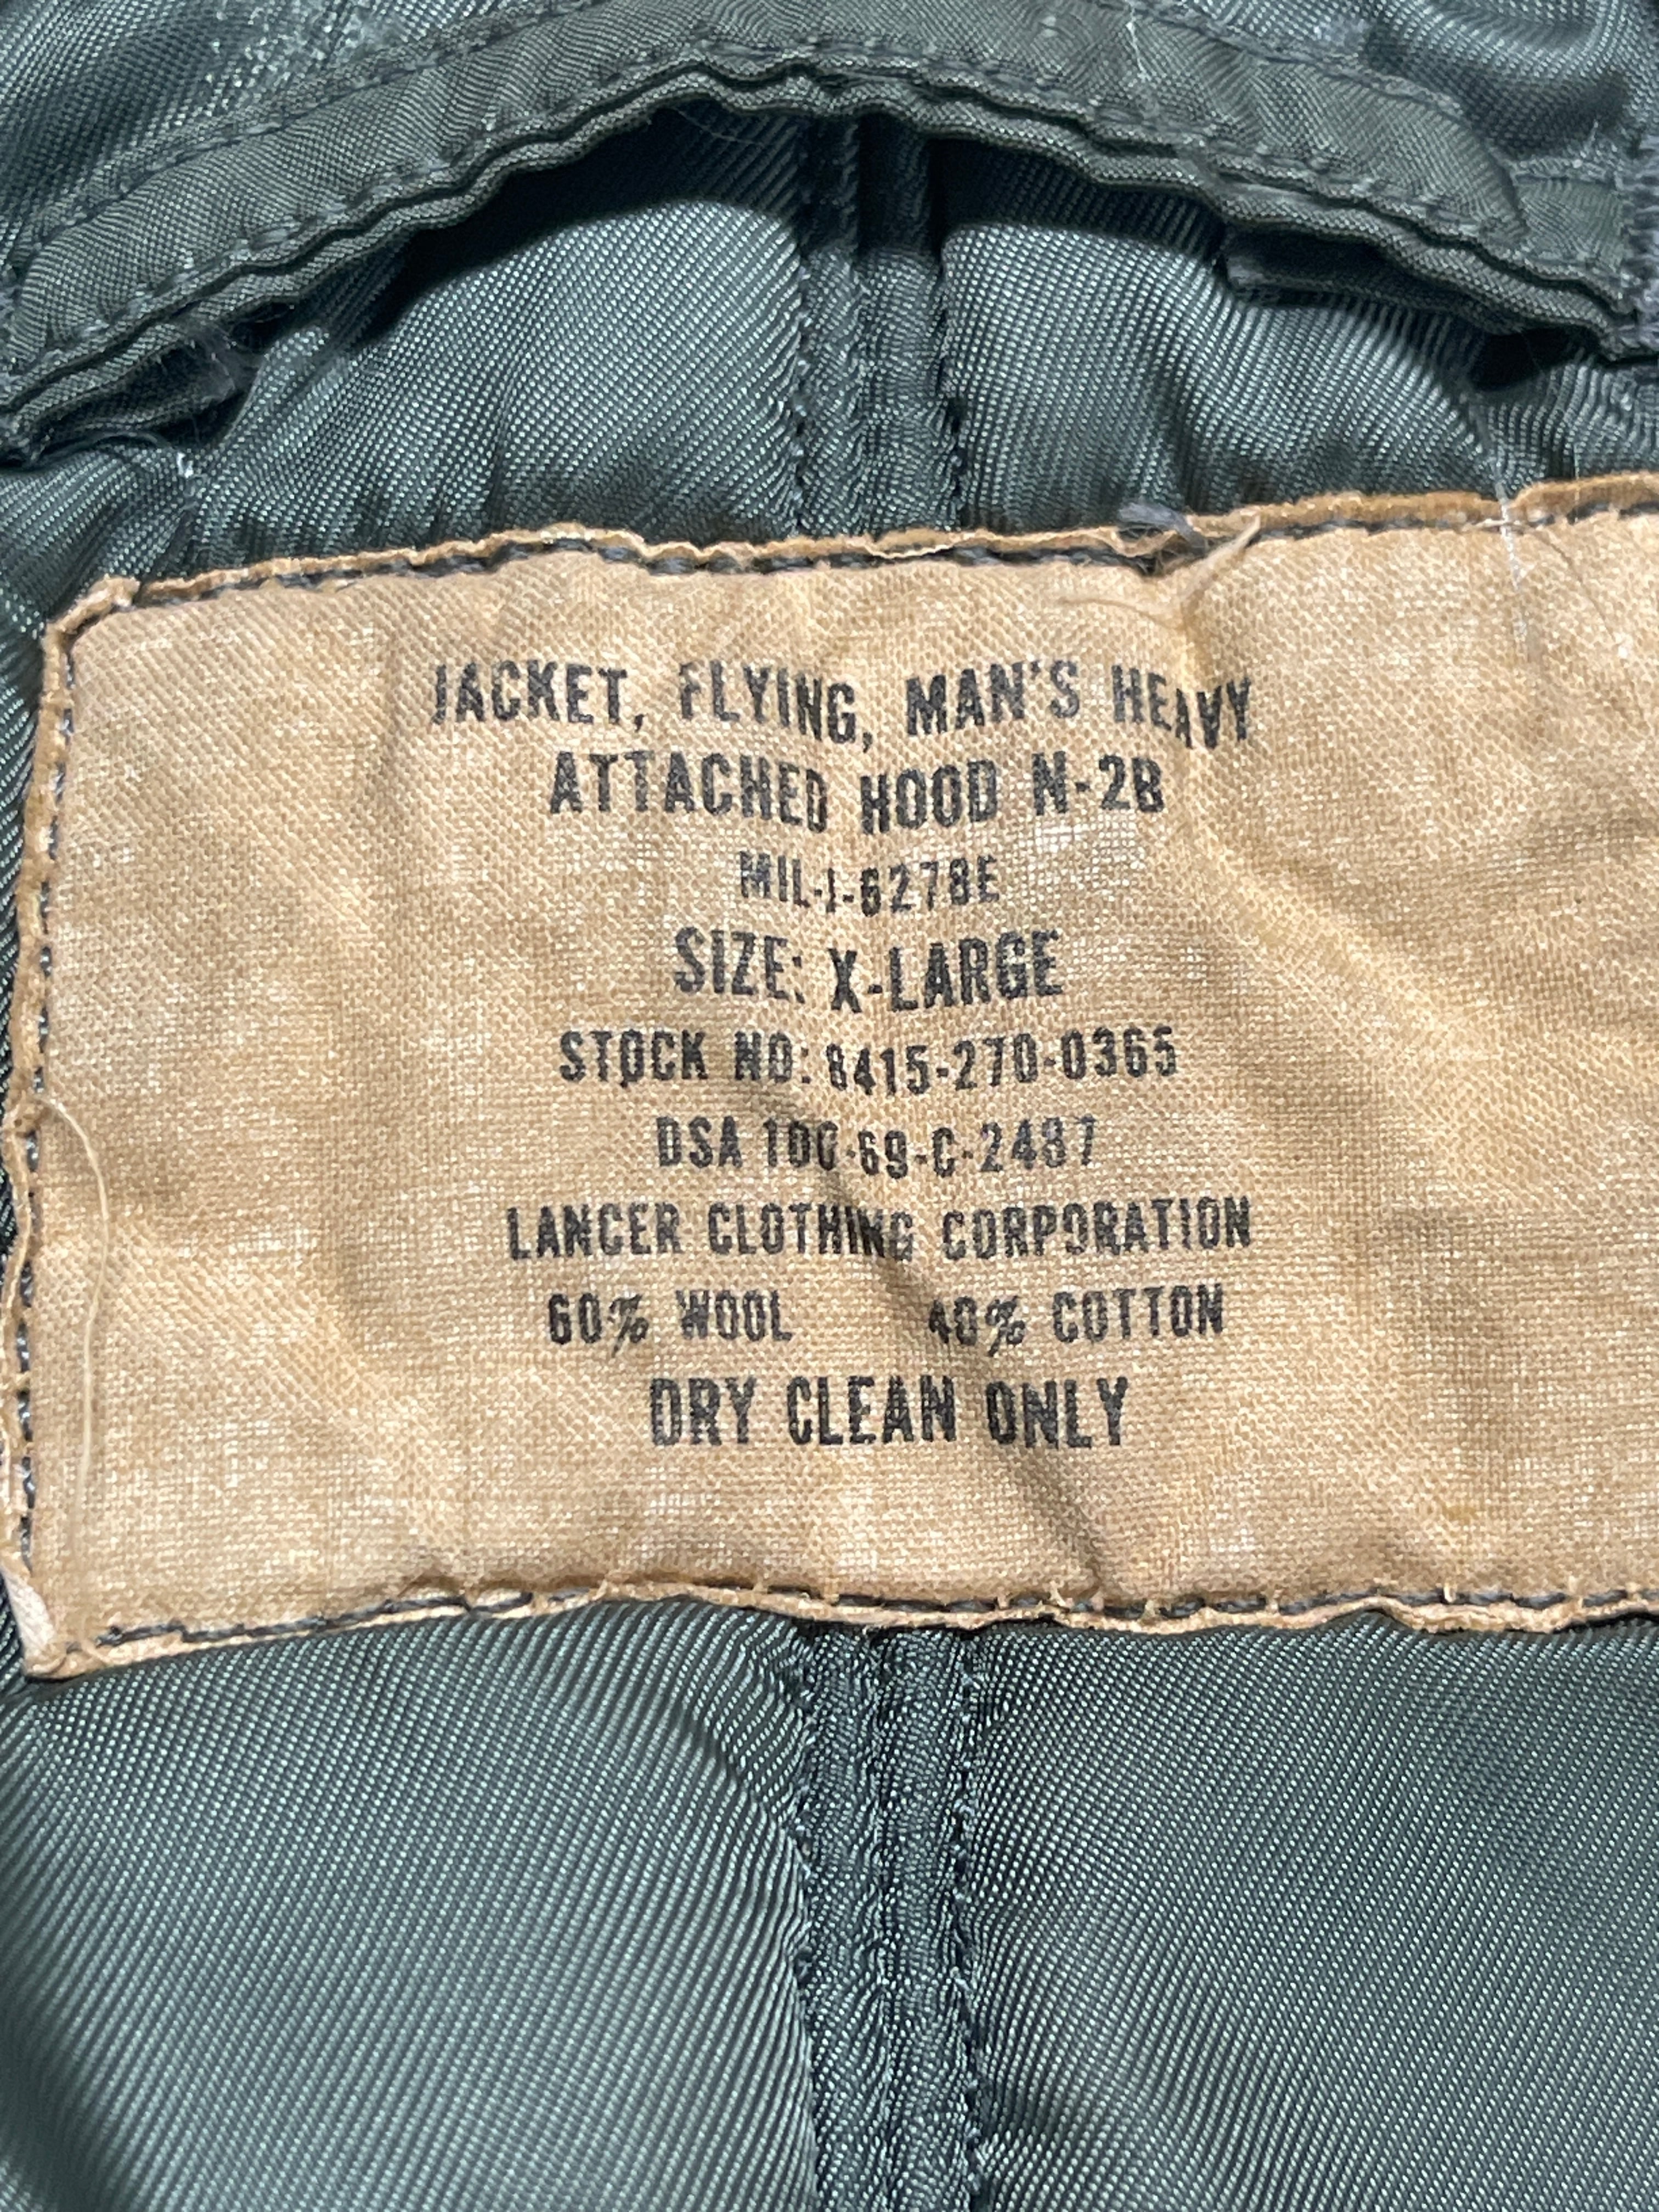 JACKET, FLYING, MAN'S HEAVY
ATTACHED HOOD N-2B
MIL-J-6278E
SIZE: X-LARGE
STOCK NO: 8415-270-0365
DSA 100-69-C-2437
LANCER CLOTHING CORPORATION
60% WOOL 40% COTTON
DRY CLEAN ONLY